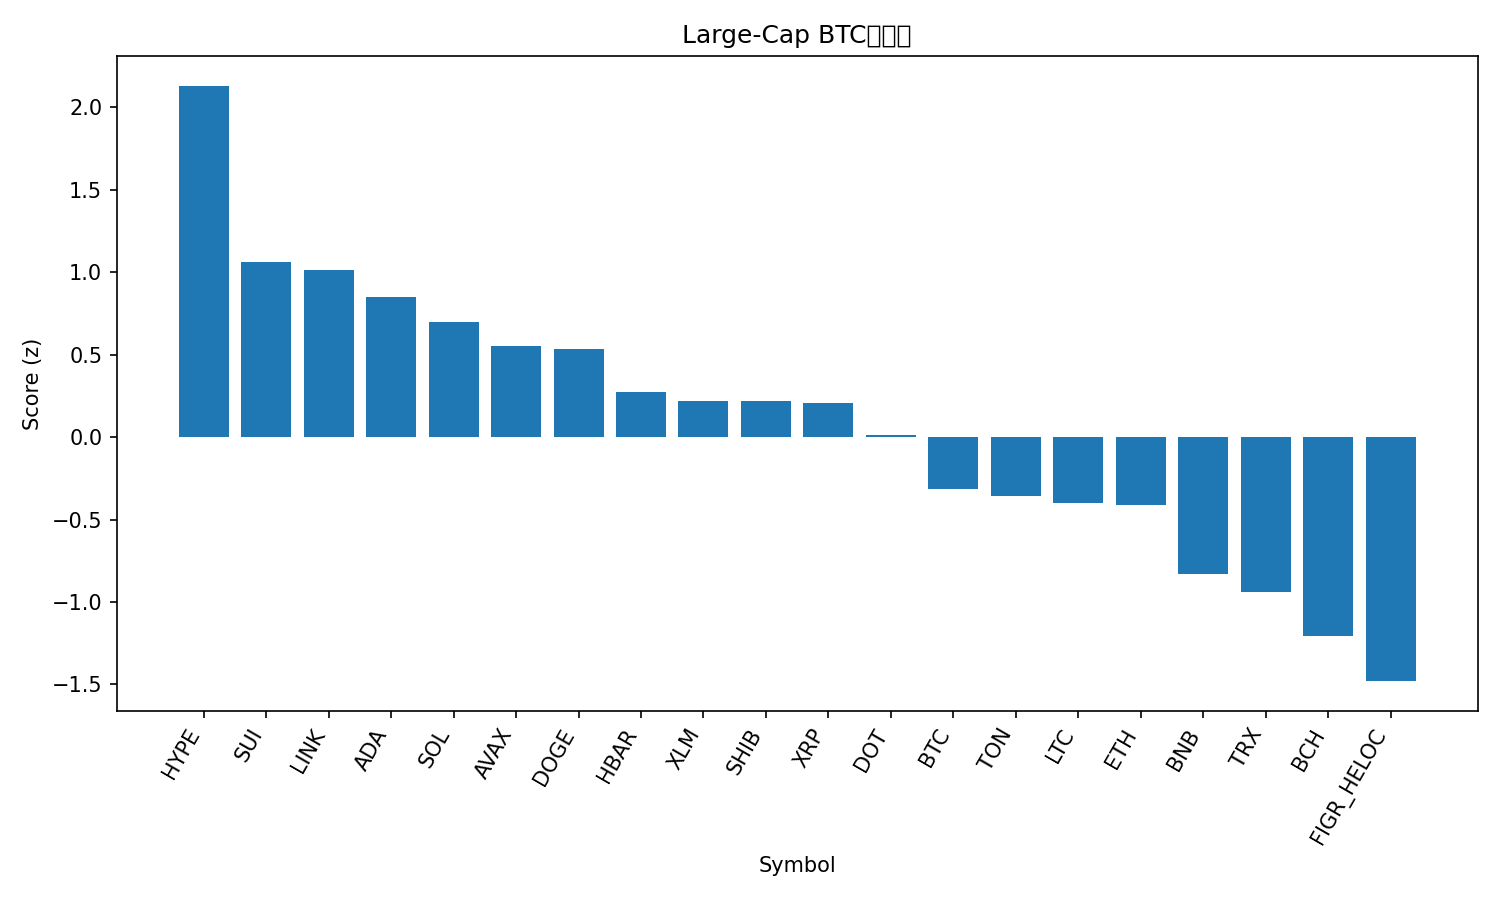 Large-Cap BTC
Score (z)
2.0
1.5
1.0
0.5
0.0
−0.5
−1.0
−1.5
HYPE
SUI
LINK
ADA
SOL
AVAX
DOGE
HBAR
XLM
SHIB
XRP
DOT
BTC
TON
LTC
ETH
BNB
TRX
BCH
FIGR_HELOC
Symbol